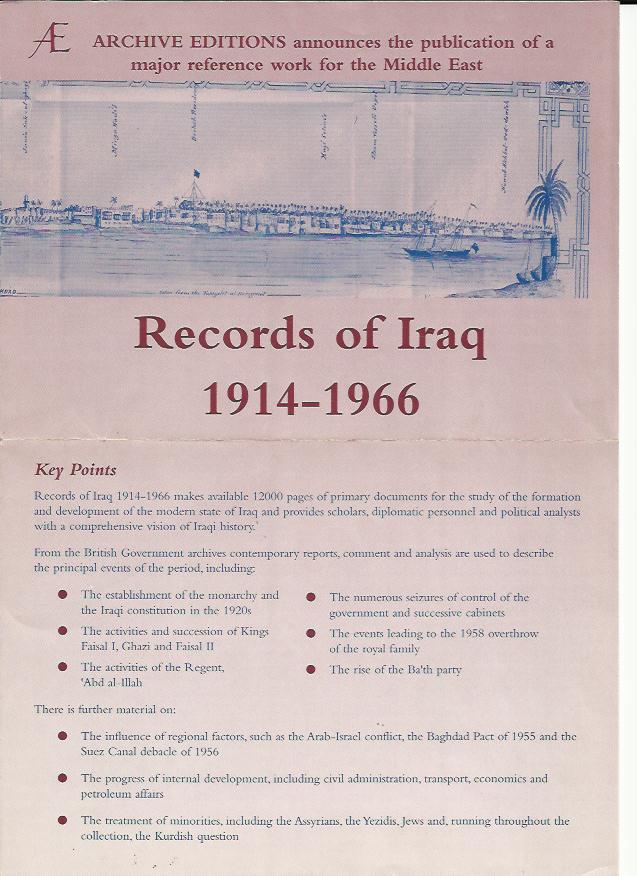 Æ
ARCHIVE EDITIONS announces the publication of a
major reference work for the Middle East
Records of Iraq
1914-1966
Key Points
Records of Iraq 1914-1966 makes available 12000 pages of primary documents for the study of the formation
and development of the modern state of Iraq and provides scholars, diplomatic personnel and political analysts
with a comprehensive vision of Iraqi history.
From the British Government archives contemporary reports, comment and analysis are used to describe
the principal events of the period, including:
● The establishment of the monarchy and
the Iraqi constitution in the 1920s
● The activities and succession of Kings
Faisal I, Ghazi and Faisal II
● The activities of the Regent,
'Abd al-Illah
● The numerous seizures of control of the
government and successive cabinets
● The events leading to the 1958 overthrow
of the royal family
● The rise of the Ba'th party
There is further material on:
● The influence of regional factors, such as the Arab-Israel conflict, the Baghdad Pact of 1955 and the
Suez Canal debacle of 1956
● The progress of internal development, including civil administration, transport, economics and
petroleum affairs
● The treatment of minorities, including the Assyrians, the Yezidis, Jews and, running throughout the
collection, the Kurdish question